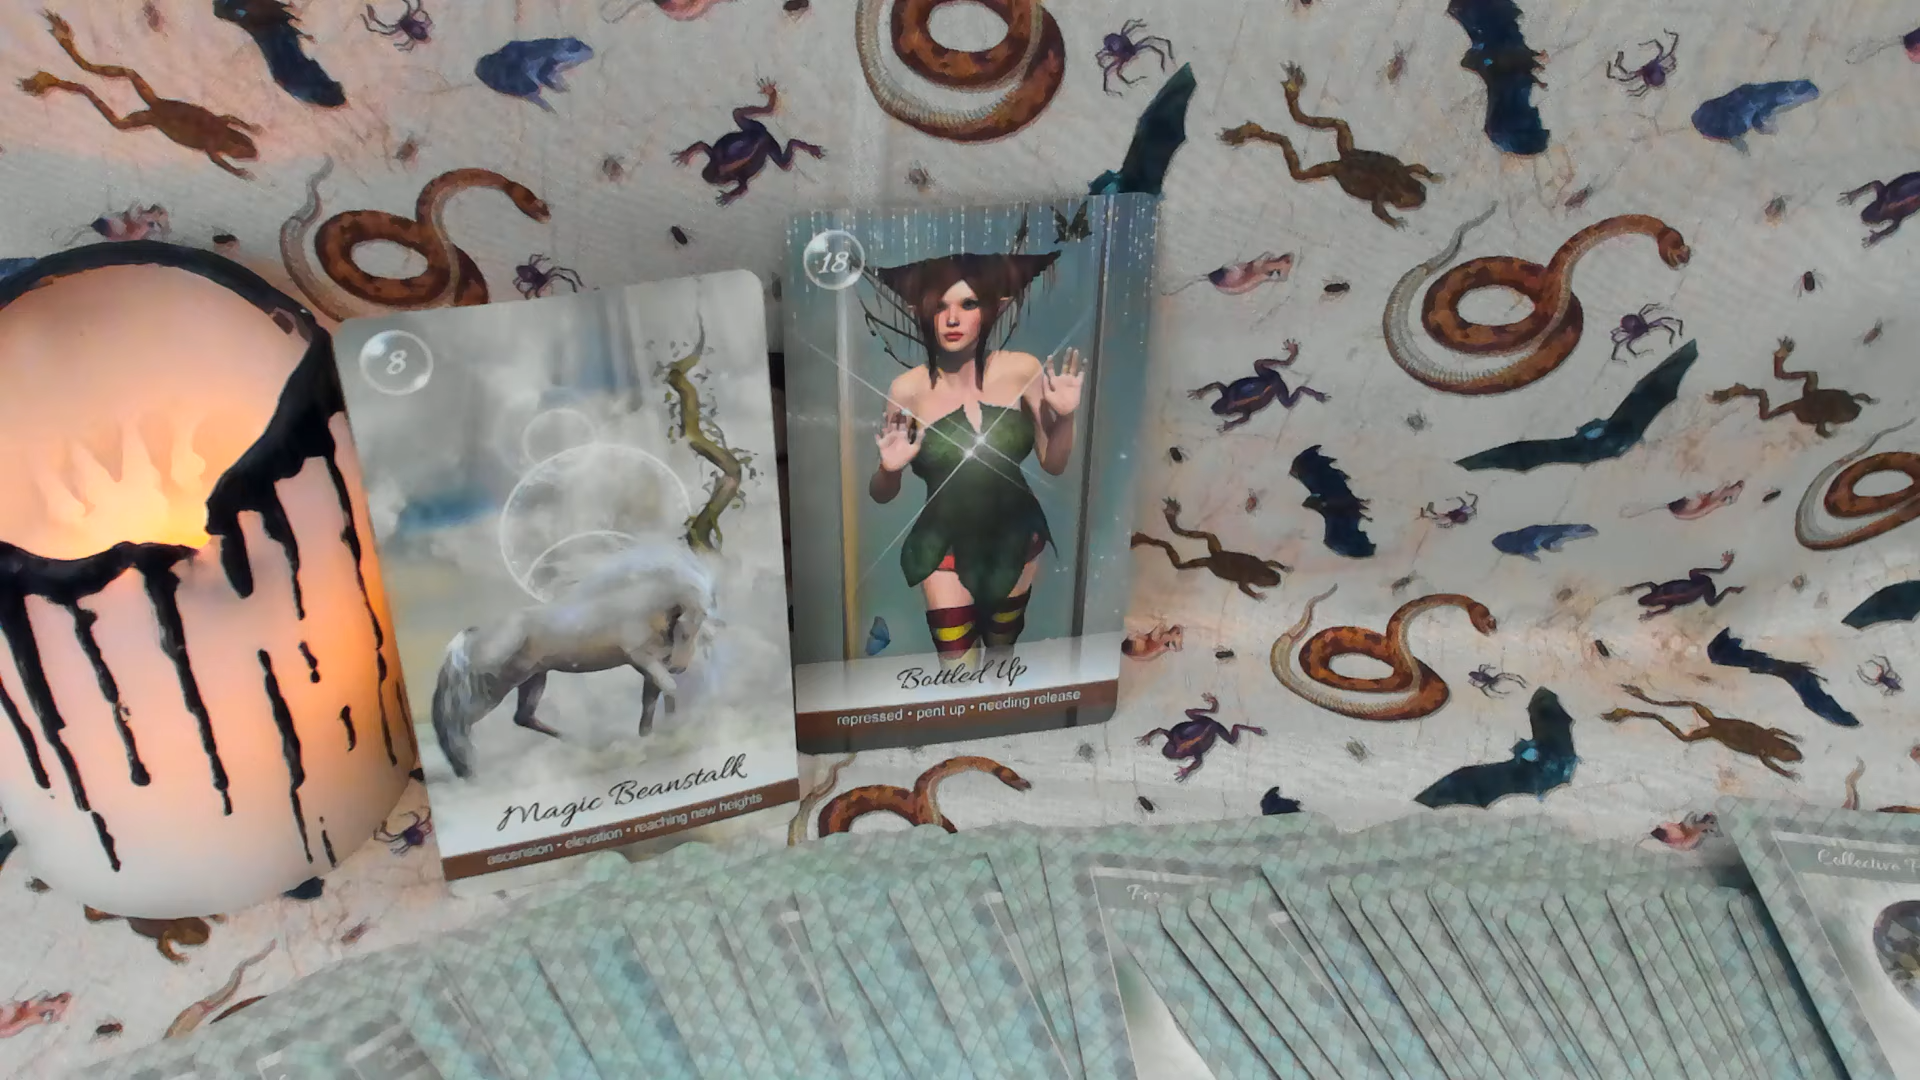 8
Magic Beanstalk
ascension • elevation • reaching new heights
18
Bottled Up
repressed • pent up • needing release
Collective